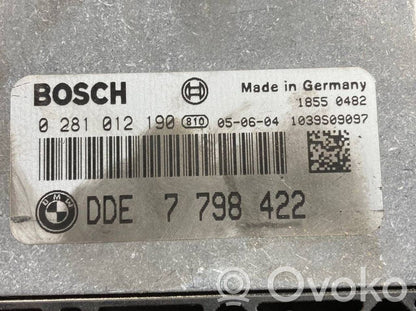 BOSCH Made in Germany
1855 0482
0 281 012 190 810 05-06-04 1039S09097
BMW DDE 7 798 422
Ovoko